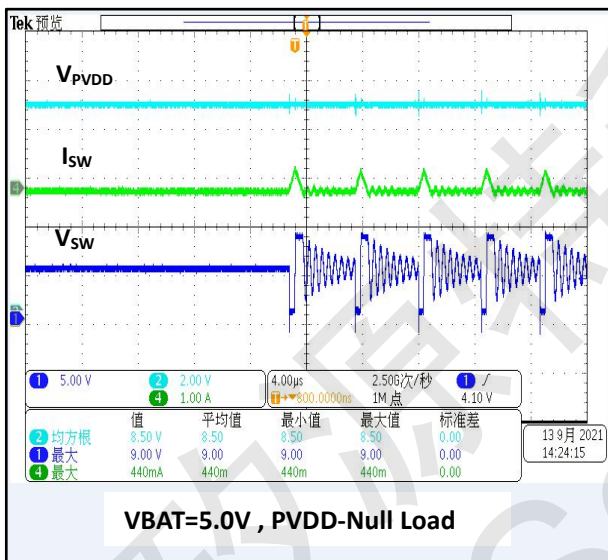 Tek 预览
T
T
VPVDD
ISW
4
VSW
1
1 5.00 V 2 2.00 V 4.00μs 2.50G次/秒 1 ∫
4 1.00 A T→▼800.0000ns 1M 点 4.10 V
值 平均值 最小值 最大值 标准差
2 均方根 8.50 V 8.50 8.50 8.50 0.00
1 最大 9.00 V 9.00 9.00 9.00 0.00
4 最大 440mA 440m 440m 440m 0.00
13 9月 2021
14:24:15
VBAT=5.0V , PVDD-Null Load